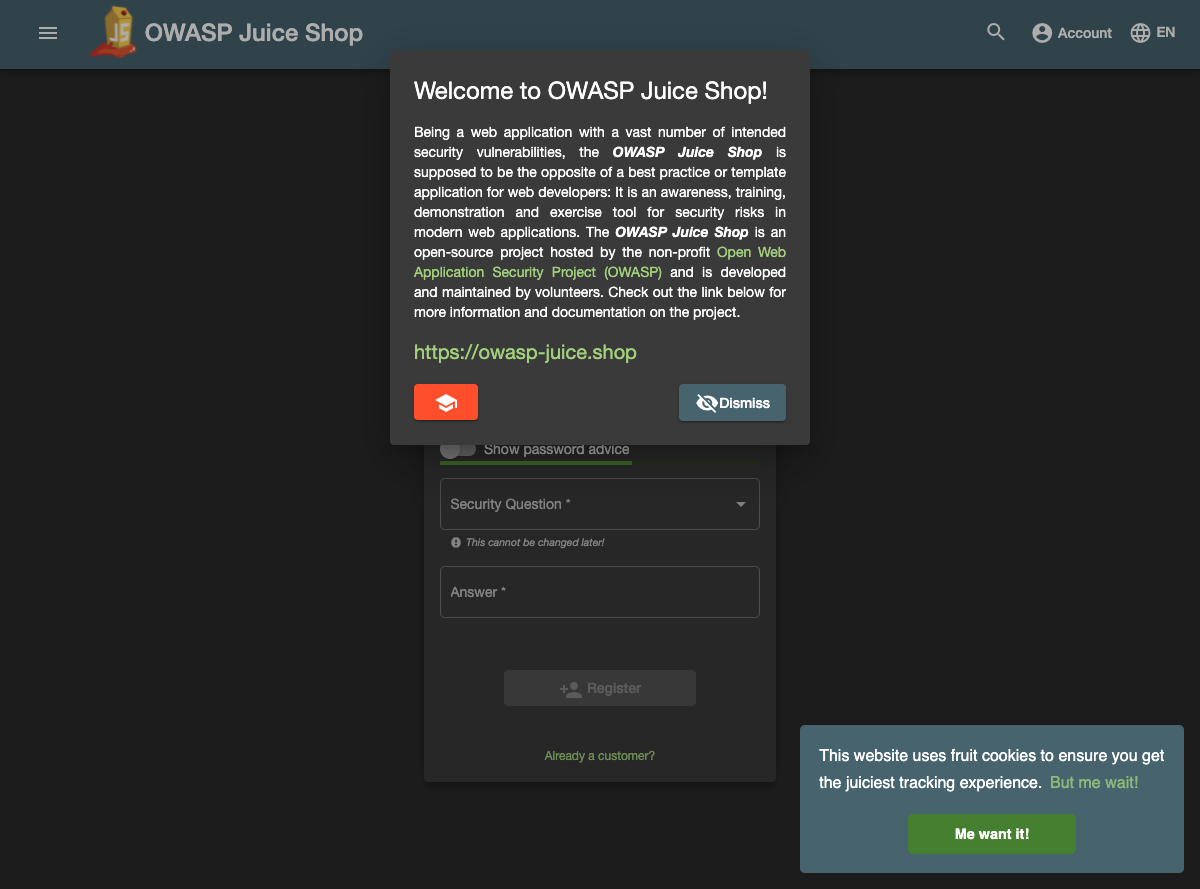 OWASP Juice Shop
Account
EN
Welcome to OWASP Juice Shop!
Being a web application with a vast number of intended
security vulnerabilities, the OWASP Juice Shop is
supposed to be the opposite of a best practice or template
application for web developers: It is an awareness, training,
demonstration and exercise tool for security risks in
modern web applications. The OWASP Juice Shop is an
open-source project hosted by the non-profit Open Web
Application Security Project (OWASP) and is developed
and maintained by volunteers. Check out the link below for
more information and documentation on the project.
https://owasp-juice.shop
Dismiss
Show password advice
Security Question *
This cannot be changed later!
Answer *
Register
Already a customer?
This website uses fruit cookies to ensure you get
the juiciest tracking experience. But me wait!
Me want it!